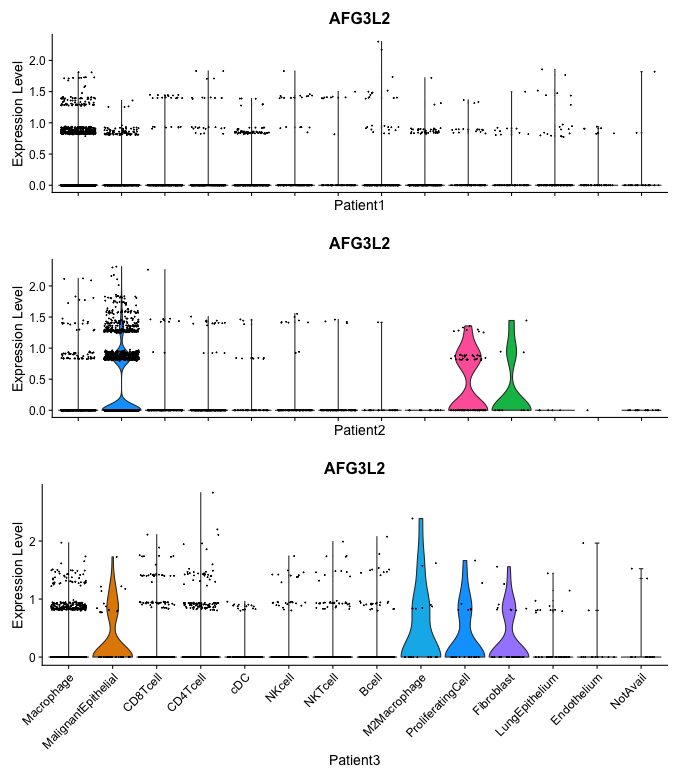 AFG3L2
Expression Level
2.0
1.5
1.0
0.5
0.0
Patient1
AFG3L2
Expression Level
2.0
1.5
1.0
0.5
0.0
Patient2
AFG3L2
Expression Level
2
1
0
Macrophage
MalignantEpithelial
CD8Tcell
CD4Tcell
cDC
NKcell
NKTcell
Bcell
M2Macrophage
ProliferatingCell
Fibroblast
LungEpithelium
Endothelium
NotAvail
Patient3